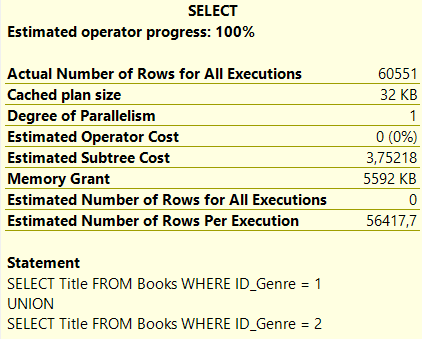 SELECT
Estimated operator progress: 100%
Actual Number of Rows for All Executions 60551
Cached plan size 32 KB
Degree of Parallelism 1
Estimated Operator Cost 0 (0%)
Estimated Subtree Cost 3,75218
Memory Grant 5592 KB
Estimated Number of Rows for All Executions 0
Estimated Number of Rows Per Execution 56417,7
Statement
SELECT Title FROM Books WHERE ID_Genre = 1
UNION
SELECT Title FROM Books WHERE ID_Genre = 2